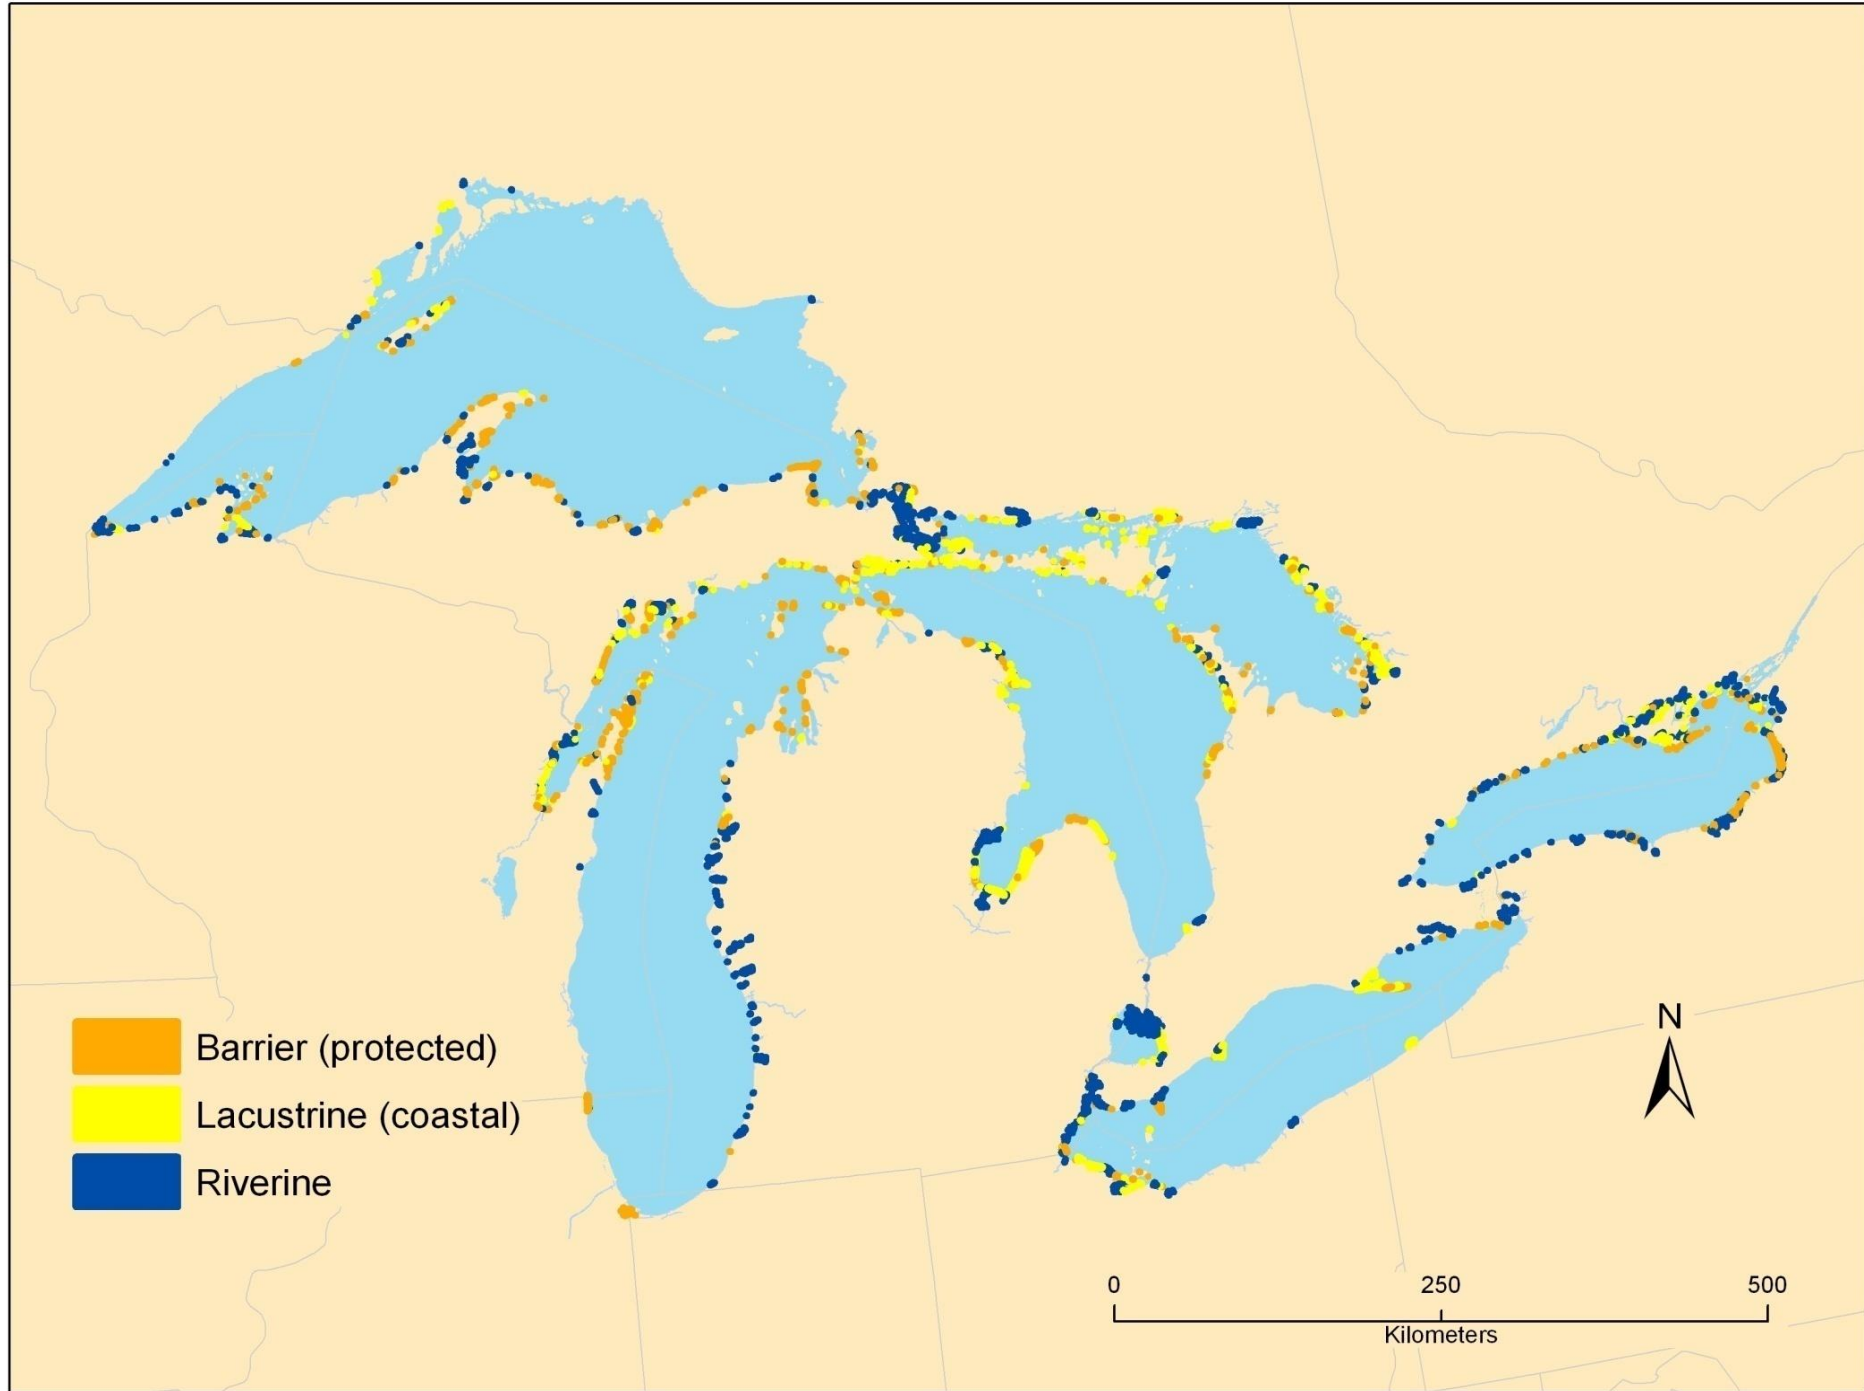 Barrier (protected)
Lacustrine (coastal)
Riverine
N
0 250 500
Kilometers